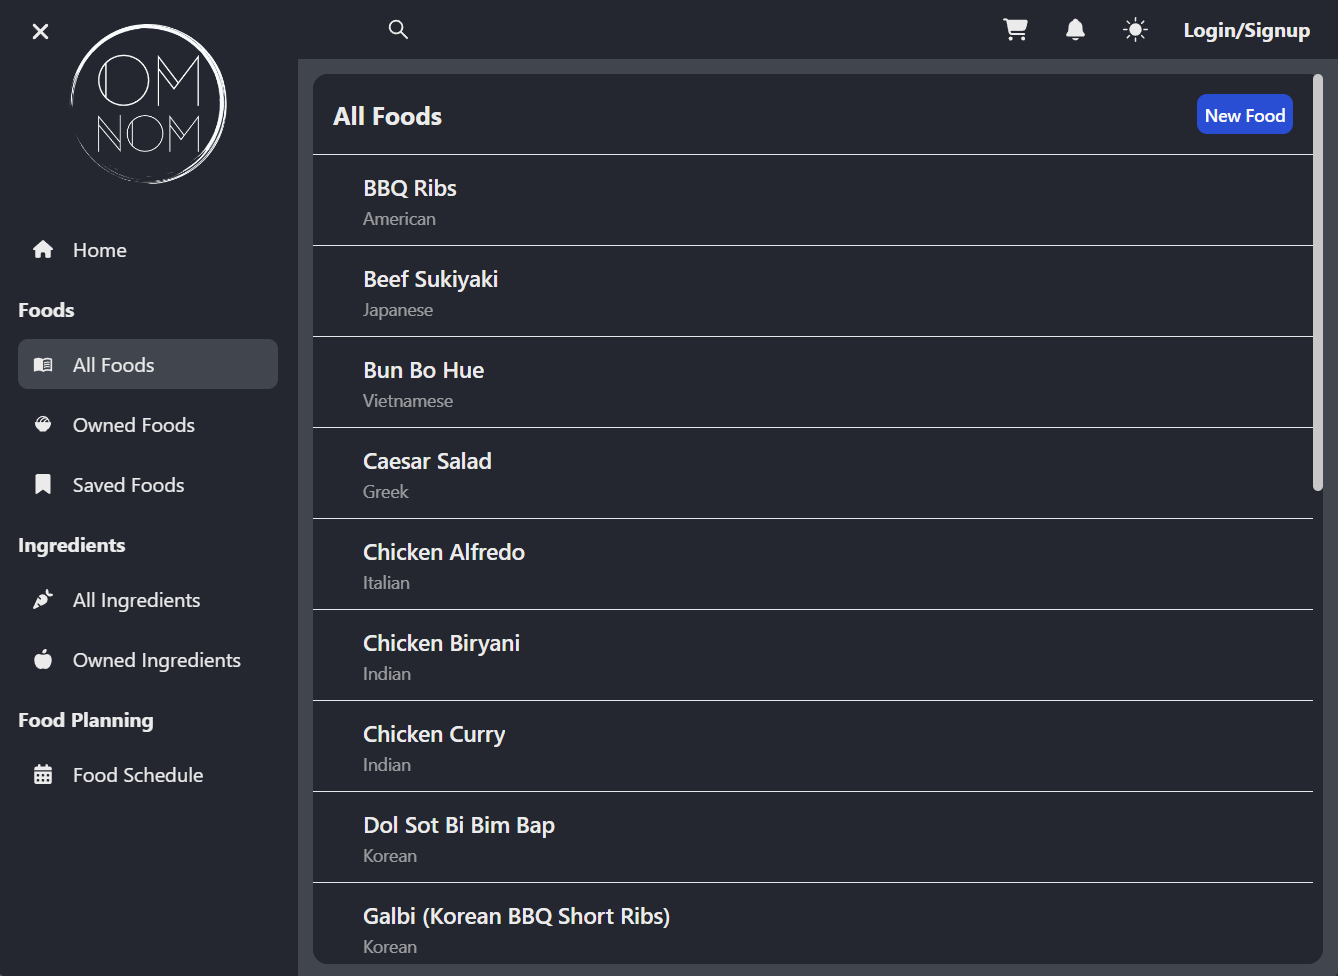 OM
NOM
Login/Signup
Home
Foods
All Foods
Owned Foods
Saved Foods
Ingredients
All Ingredients
Owned Ingredients
Food Planning
Food Schedule
All Foods
New Food
BBQ Ribs
American
Beef Sukiyaki
Japanese
Bun Bo Hue
Vietnamese
Caesar Salad
Greek
Chicken Alfredo
Italian
Chicken Biryani
Indian
Chicken Curry
Indian
Dol Sot Bi Bim Bap
Korean
Galbi (Korean BBQ Short Ribs)
Korean